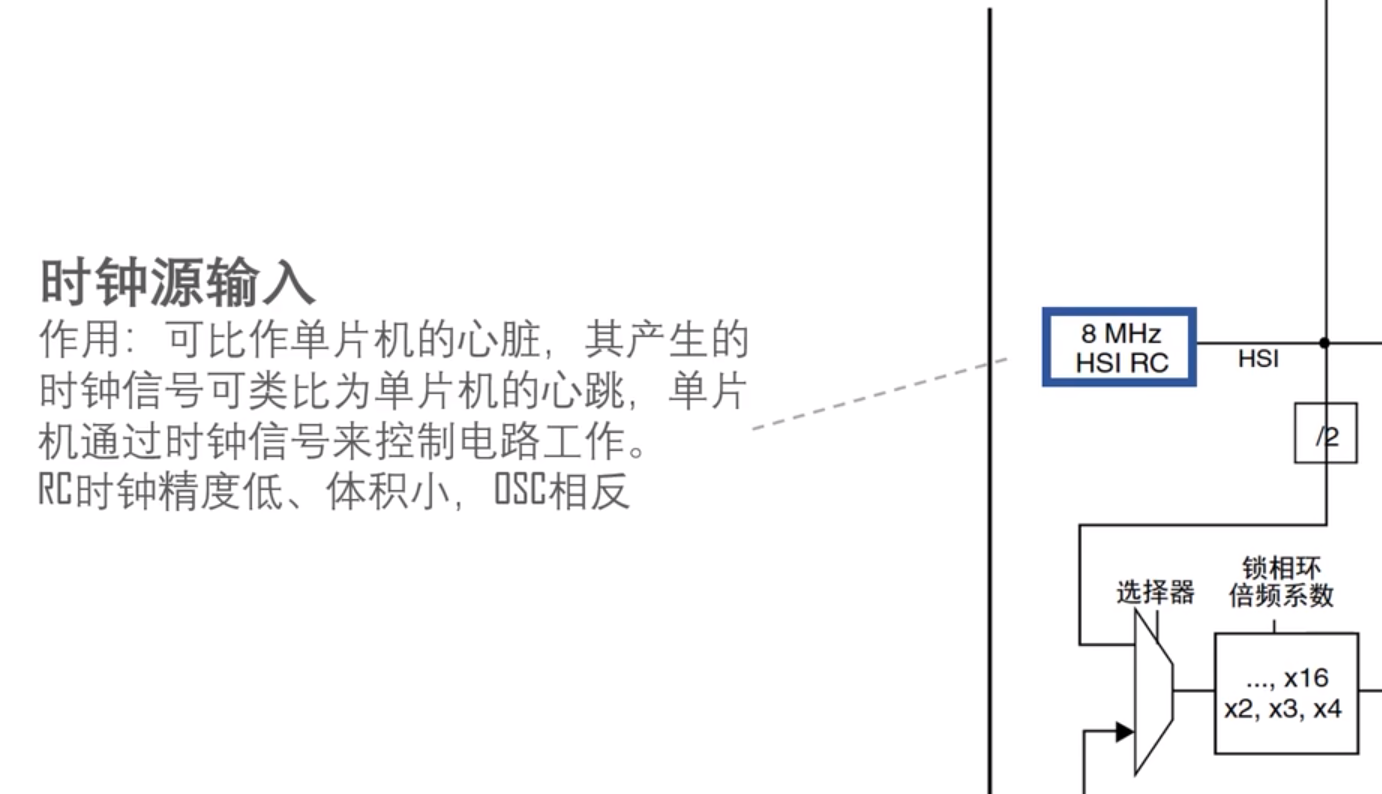 时钟源输入
作用：可比作单片机的心脏，其产生的
时钟信号可类比为单片机的心跳，单片
机通过时钟信号来控制电路工作。
RC时钟精度低、体积小，OSC相反
8 MHz
HSI RC
HSI
/2
选择器
锁相环
倍频系数
..., x16
x2, x3, x4